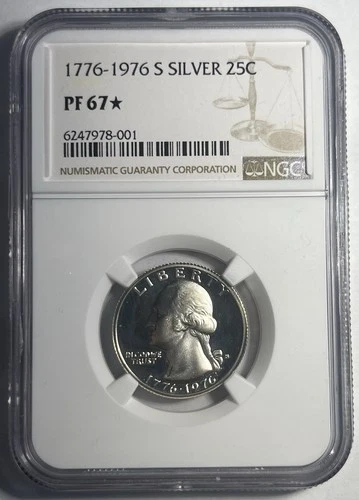 1776-1976 S SILVER 25C
PF 67★
6247978-001
NUMISMATIC GUARANTY CORPORATION
NGC
LIBERTY
IN GOD WE
TRUST
S
1776-1976